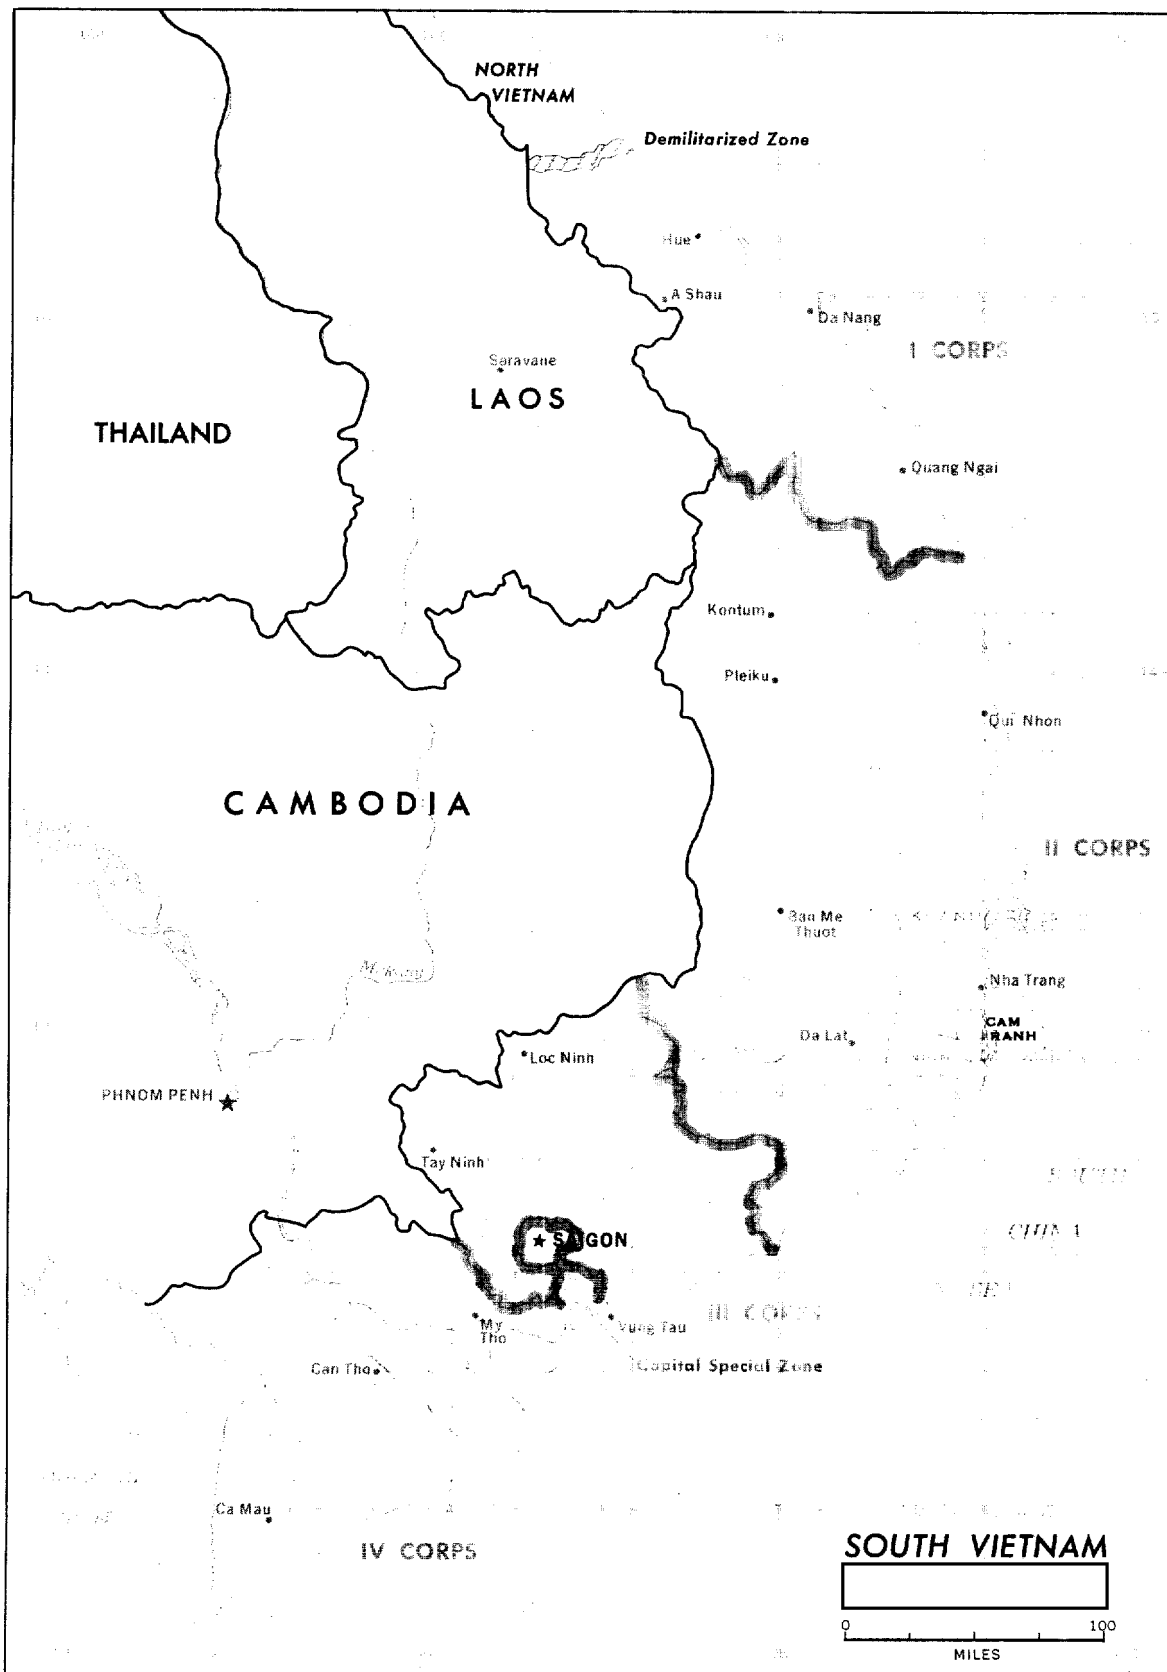 NORTH
VIETNAM
Demilitarized Zone
Hue
A Shau
Da Nang
I CORPS
Saravane
LAOS
THAILAND
Quang Ngai
Kontum
Pleiku
Qui Nhon
CAMBODIA
II CORPS
Ban Me
Thuot
Mekong
Nha Trang
CAM
RANH
Da Lat
Loc Ninh
PHNOM PENH
Tay Ninh
SOUTH
CHINA
SAIGON
III CORPS
My
Tho
Vung Tau
Capital Special Zone
Can Tho
Ca Mau
IV CORPS
SOUTH VIETNAM
0 100
MILES